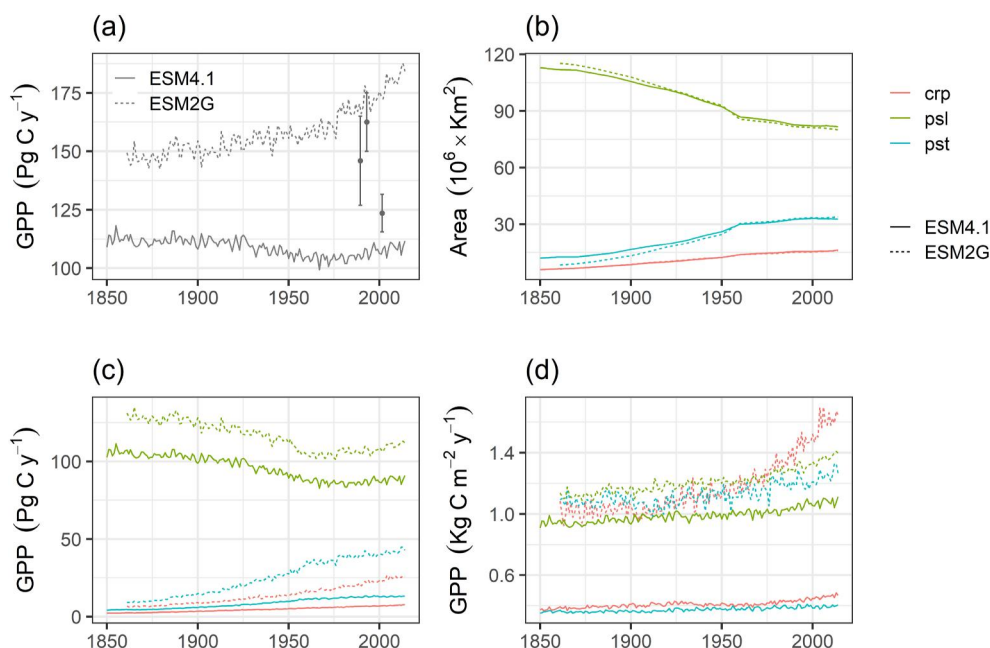 (a)
GPP (Pg C y⁻¹)
175
150
125
100
ESM4.1
ESM2G
1850 1900 1950 2000
(b)
Area (10⁶ × Km²)
120
90
60
30
1850 1900 1950 2000
crp
psl
pst
ESM4.1
ESM2G
(c)
GPP (Pg C y⁻¹)
100
50
0
1850 1900 1950 2000
(d)
GPP (Kg C m⁻² y⁻¹)
1.4
1.0
0.6
1850 1900 1950 2000